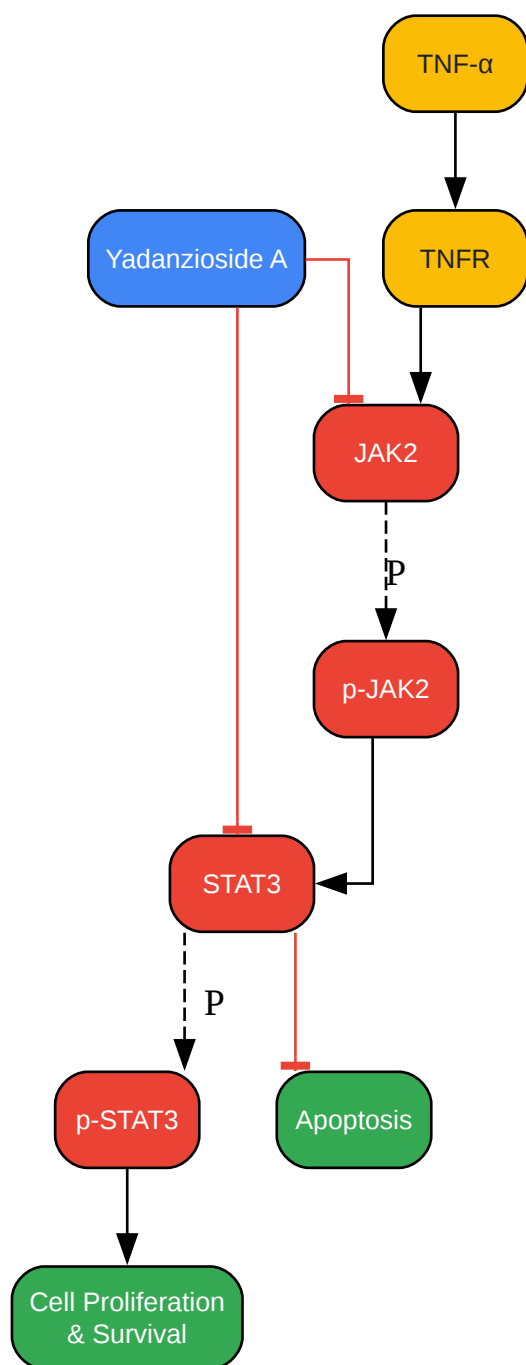 TNF-α
Yadanzioside A
TNFR
JAK2
P
p-JAK2
STAT3
P
p-STAT3
Apoptosis
Cell Proliferation
& Survival